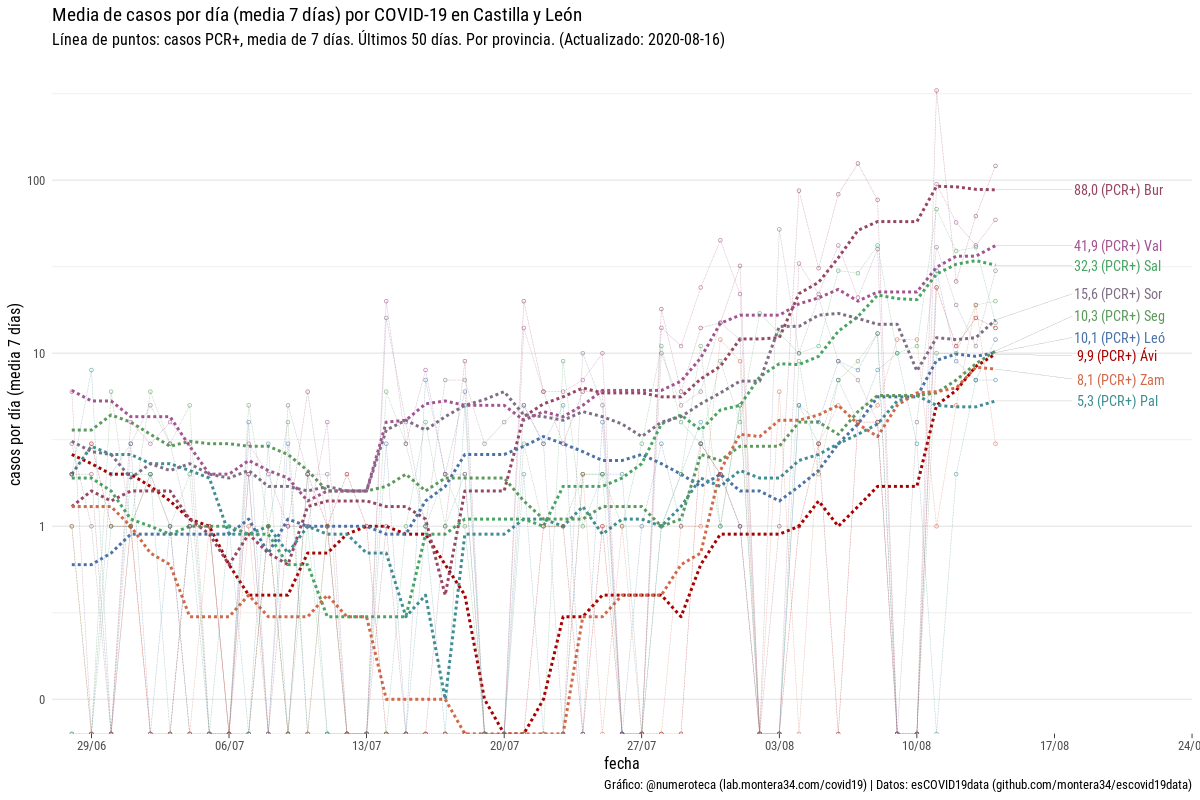 Media de casos por día (media 7 días) por COVID-19 en Castilla y León
Línea de puntos: casos PCR+, media de 7 días. Últimos 50 días. Por provincia. (Actualizado: 2020-08-16)
casos por día (media 7 días)
100
10
1
0
88,0 (PCR+) Bur
41,9 (PCR+) Val
32,3 (PCR+) Sal
15,6 (PCR+) Sor
10,3 (PCR+) Seg
10,1 (PCR+) Leó
9,9 (PCR+) Ávi
8,1 (PCR+) Zam
5,3 (PCR+) Pal
29/06
06/07
13/07
20/07
27/07
03/08
10/08
17/08
24/0
fecha
Gráfico: @numeroteca (lab.montera34.com/covid19) | Datos: esCOVID19data (github.com/montera34/escovid19data)